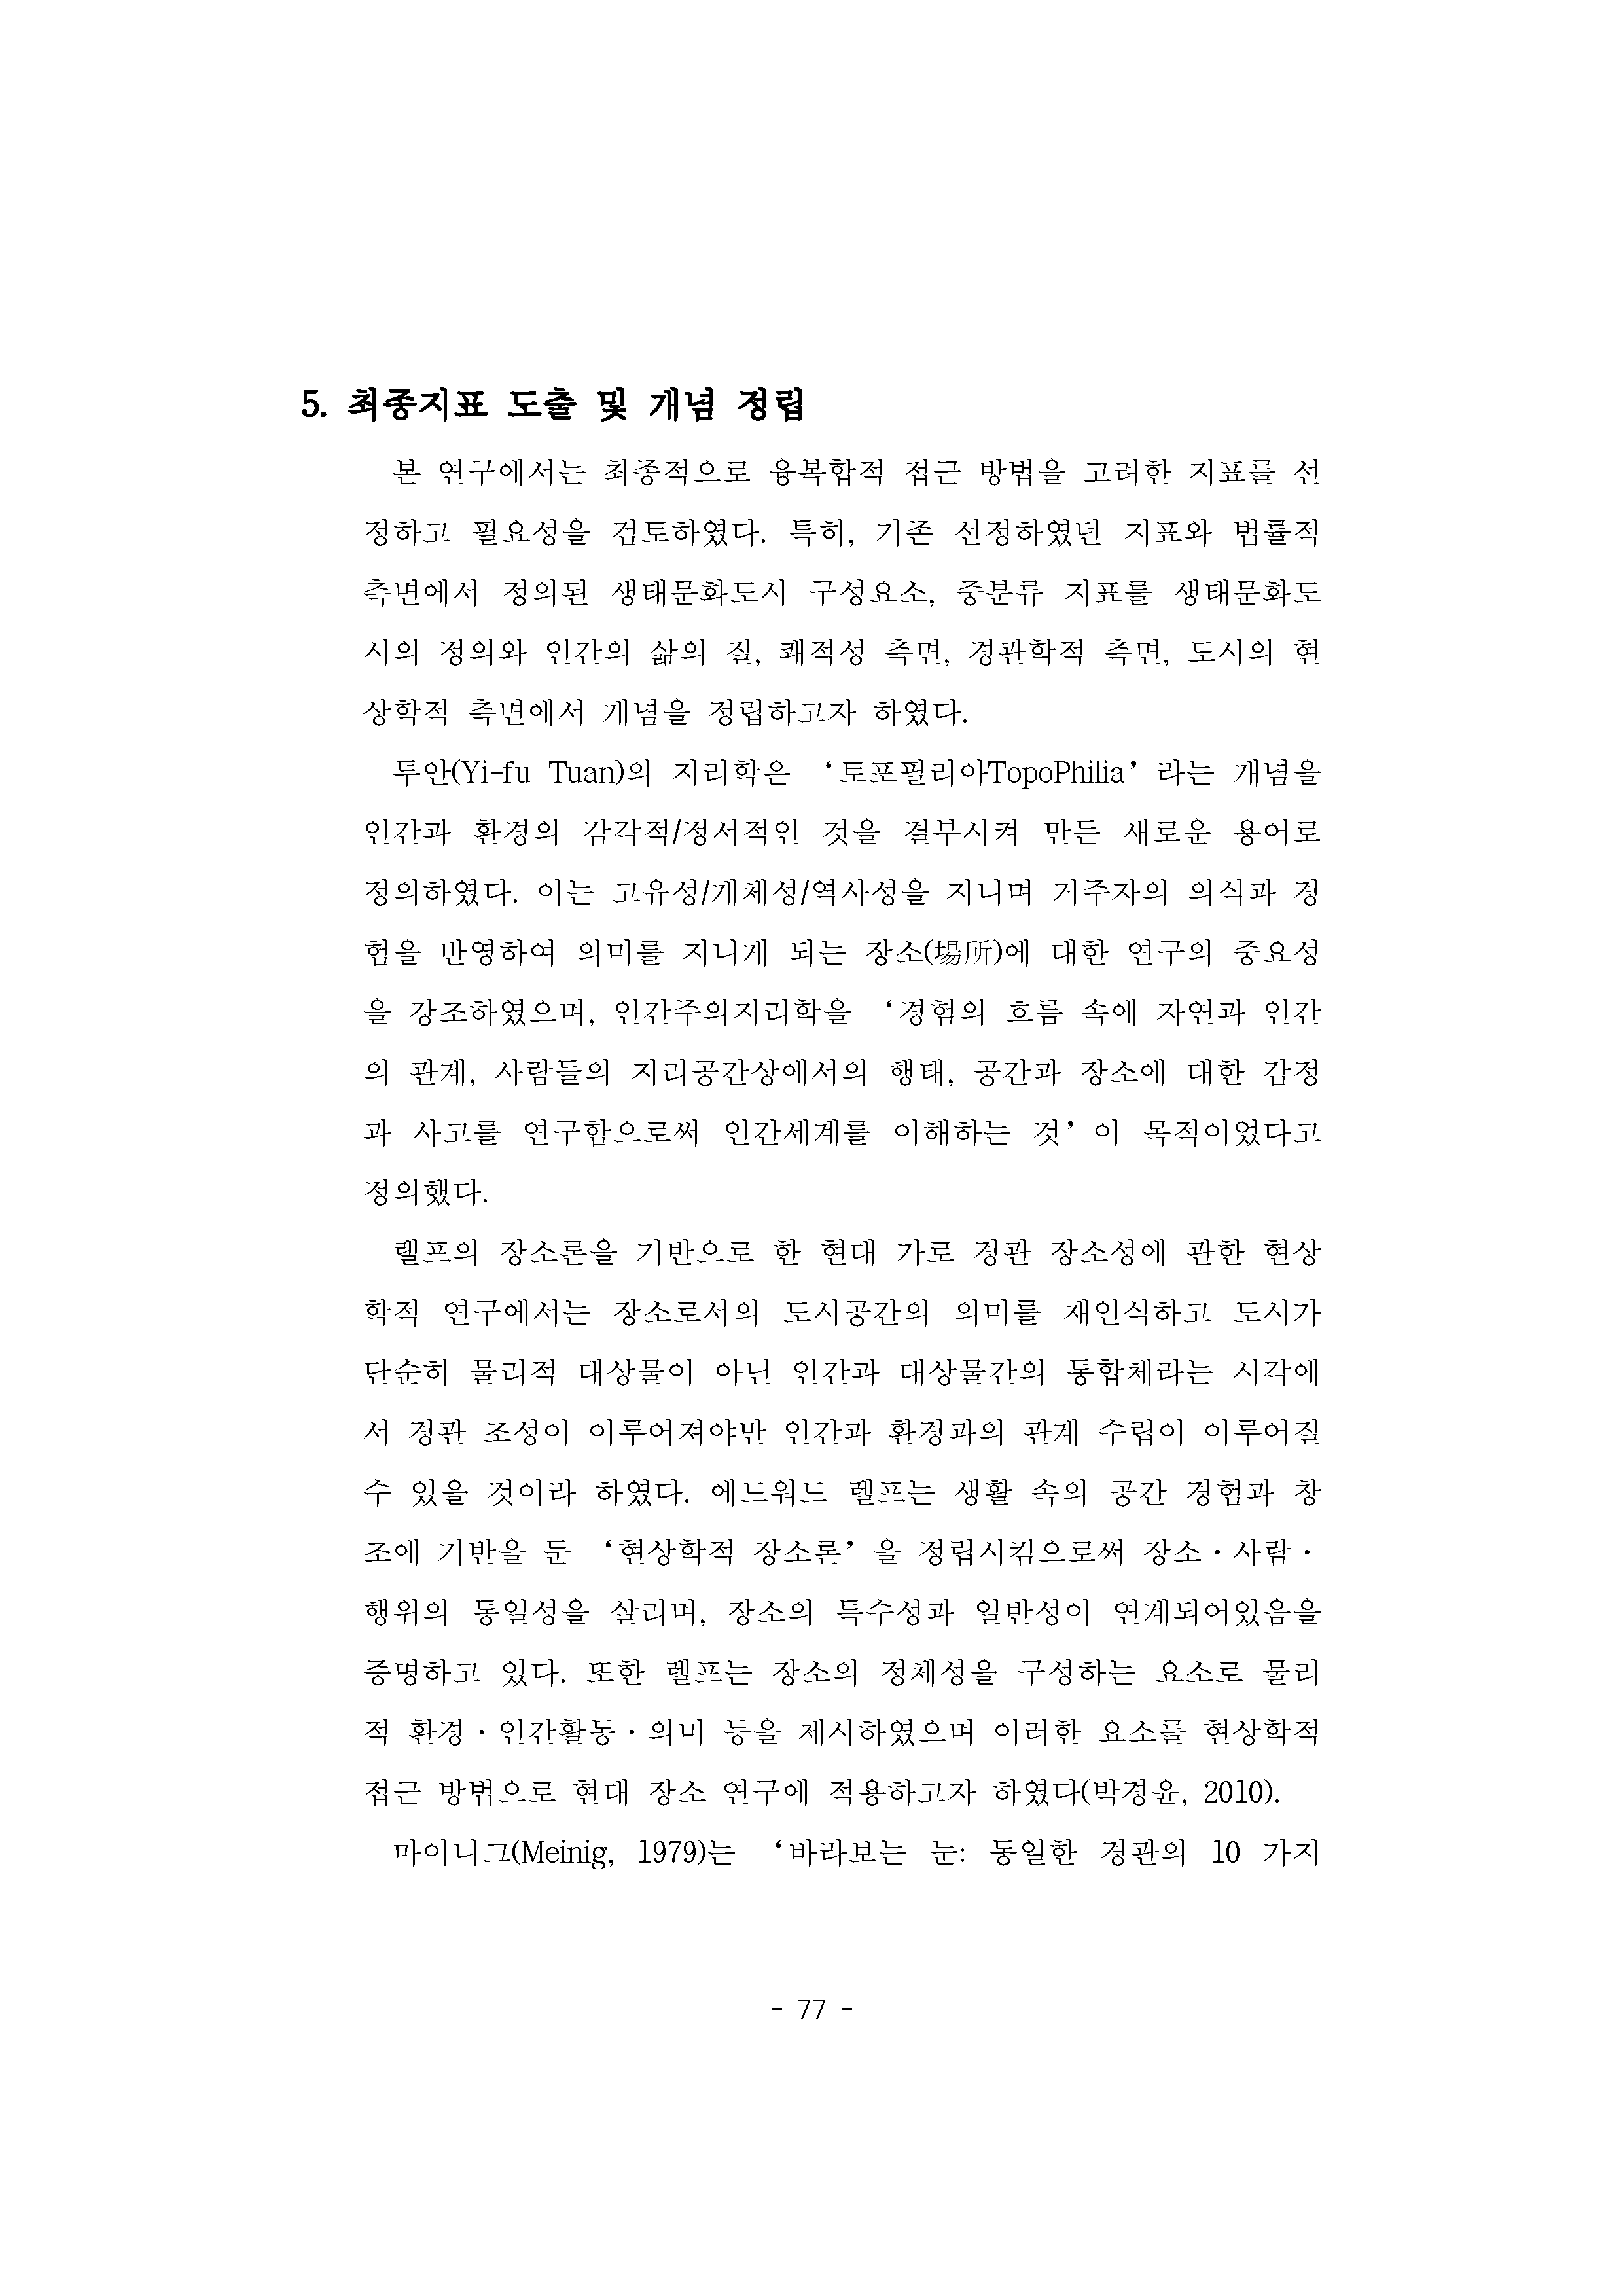 5. 최종지표 도출 및 개념 정립
본 연구에서는 최종적으로 융복합적 접근 방법을 고려한 지표를 선
정하고 필요성을 검토하였다. 특히, 기존 선정하였던 지표와 법률적
측면에서 정의된 생태문화도시 구성요소, 중분류 지표를 생태문화도
시의 정의와 인간의 삶의 질, 쾌적성 측면, 경관학적 측면, 도시의 현
상학적 측면에서 개념을 정립하고자 하였다.
투안(Yi-fu Tuan)의 지리학은 ‘토포필리아TopoPhilia’라는 개념을
인간과 환경의 감각적/정서적인 것을 결부시켜 만든 새로운 용어로
정의하였다. 이는 고유성/개체성/역사성을 지니며 거주자의 의식과 경
험을 반영하여 의미를 지니게 되는 장소(場所)에 대한 연구의 중요성
을 강조하였으며, 인간주의지리학을 ‘경험의 흐름 속에 자연과 인간
의 관계, 사람들의 지리공간상에서의 행태, 공간과 장소에 대한 감정
과 사고를 연구함으로써 인간세계를 이해하는 것’이 목적이었다고
정의했다.
랠프의 장소론을 기반으로 한 현대 가로 경관 장소성에 관한 현상
학적 연구에서는 장소로서의 도시공간의 의미를 재인식하고 도시가
단순히 물리적 대상물이 아닌 인간과 대상물간의 통합체라는 시각에
서 경관 조성이 이루어져야만 인간과 환경과의 관계 수립이 이루어질
수 있을 것이라 하였다. 에드워드 렐프는 생활 속의 공간 경험과 창
조에 기반을 둔 ‘현상학적 장소론’을 정립시킴으로써 장소・사람・
행위의 통일성을 살리며, 장소의 특수성과 일반성이 연계되어있음을
증명하고 있다. 또한 렐프는 장소의 정체성을 구성하는 요소로 물리
적 환경・인간활동・의미 등을 제시하였으며 이러한 요소를 현상학적
접근 방법으로 현대 장소 연구에 적용하고자 하였다(박경윤, 2010).
마이니그(Meinig, 1979)는 ‘바라보는 눈: 동일한 경관의 10 가지
- 77 -